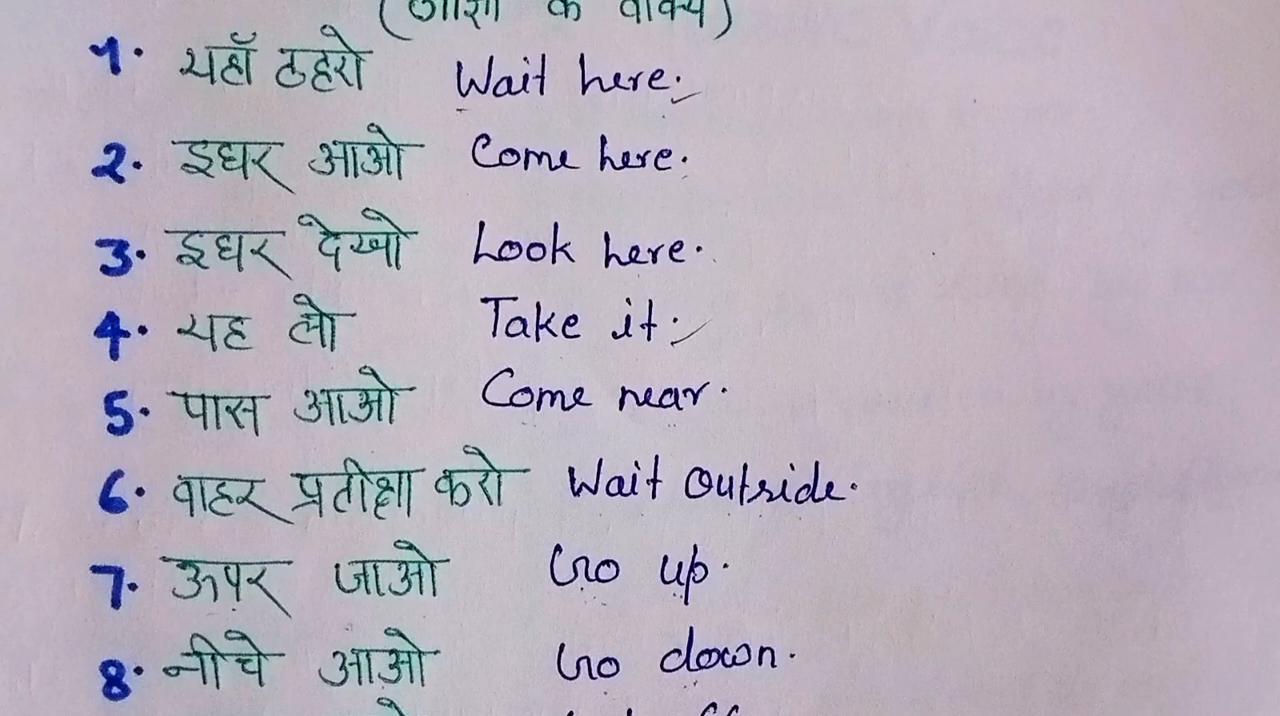 (आज्ञा के वाक्य)
1. यहाँ ठहरो Wait here.
2. इधर आओ Come here.
3. इधर देखो Look here.
4. यह लो Take it.
5. पास आओ Come near.
6. वाहर प्रतीक्षा करो Wait outside.
7. ऊपर जाओ Go up.
8. नीचे आओ Go down.